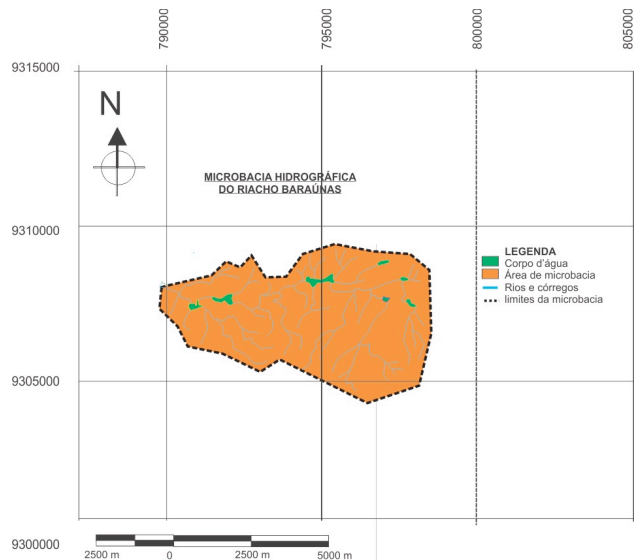 790000
795000
800000
805000
9315000
N
MICROBACIA HIDROGRÁFICA
DO RIACHO BARAÚNAS
9310000
LEGENDA
Corpo d'água
Área de microbacia
Rios e córregos
limites da microbacia
9305000
9300000
2500 m 0 2500 m 5000 m